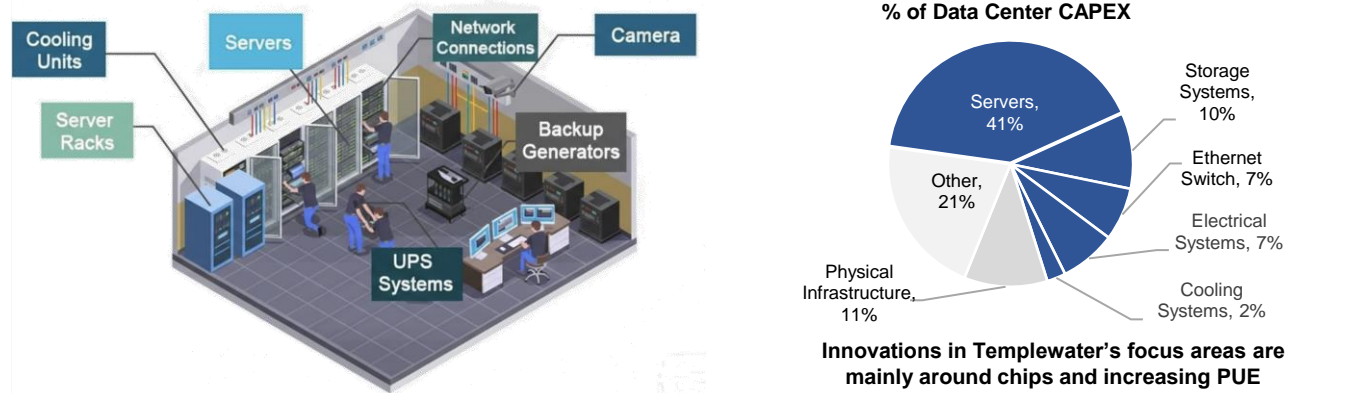 Cooling
Units
Servers
Network
Connections
Camera
Server
Racks
Backup
Generators
UPS
Systems
% of Data Center CAPEX
Servers,
41%
Storage
Systems,
10%
Ethernet
Switch, 7%
Electrical
Systems, 7%
Cooling
Systems, 2%
Physical
Infrastructure,
11%
Other,
21%
Innovations in Templewater’s focus areas are
mainly around chips and increasing PUE